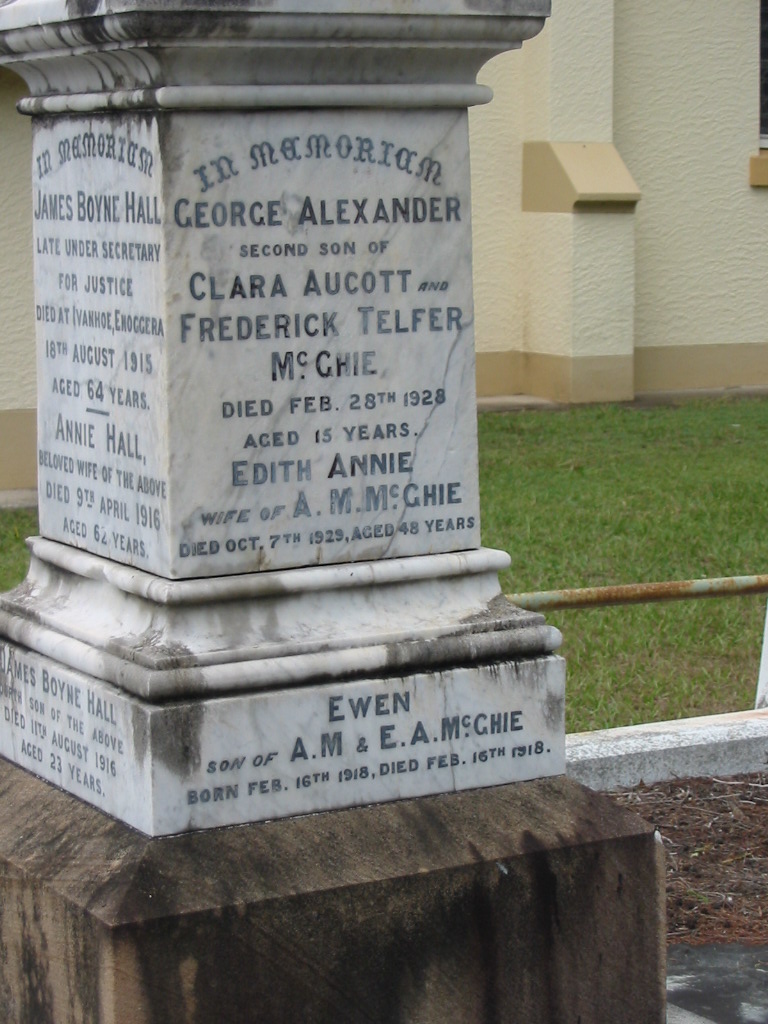 IN MEMORIAM
JAMES BOYNE HALL
LATE UNDER SECRETARY
FOR JUSTICE
DIED AT IVANHOE, ENOGGERA
18TH AUGUST 1915
AGED 64 YEARS.
ANNIE HALL,
BELOVED WIFE OF THE ABOVE
DIED 9TH APRIL 1916
AGED 62 YEARS.
JAMES BOYNE HALL
FOURTH SON OF THE ABOVE
DIED 11TH AUGUST 1916
AGED 23 YEARS.
IN MEMORIAM
GEORGE ALEXANDER
SECOND SON OF
CLARA AUCOTT AND
FREDERICK TELFER
McGHIE
DIED FEB. 28TH 1928
AGED 15 YEARS.
EDITH ANNIE
WIFE OF A. M. McGHIE
DIED OCT. 7TH 1929, AGED 48 YEARS
EWEN
SON OF A.M & E.A. McGHIE
BORN FEB. 16TH 1918, DIED FEB. 16TH 1918.